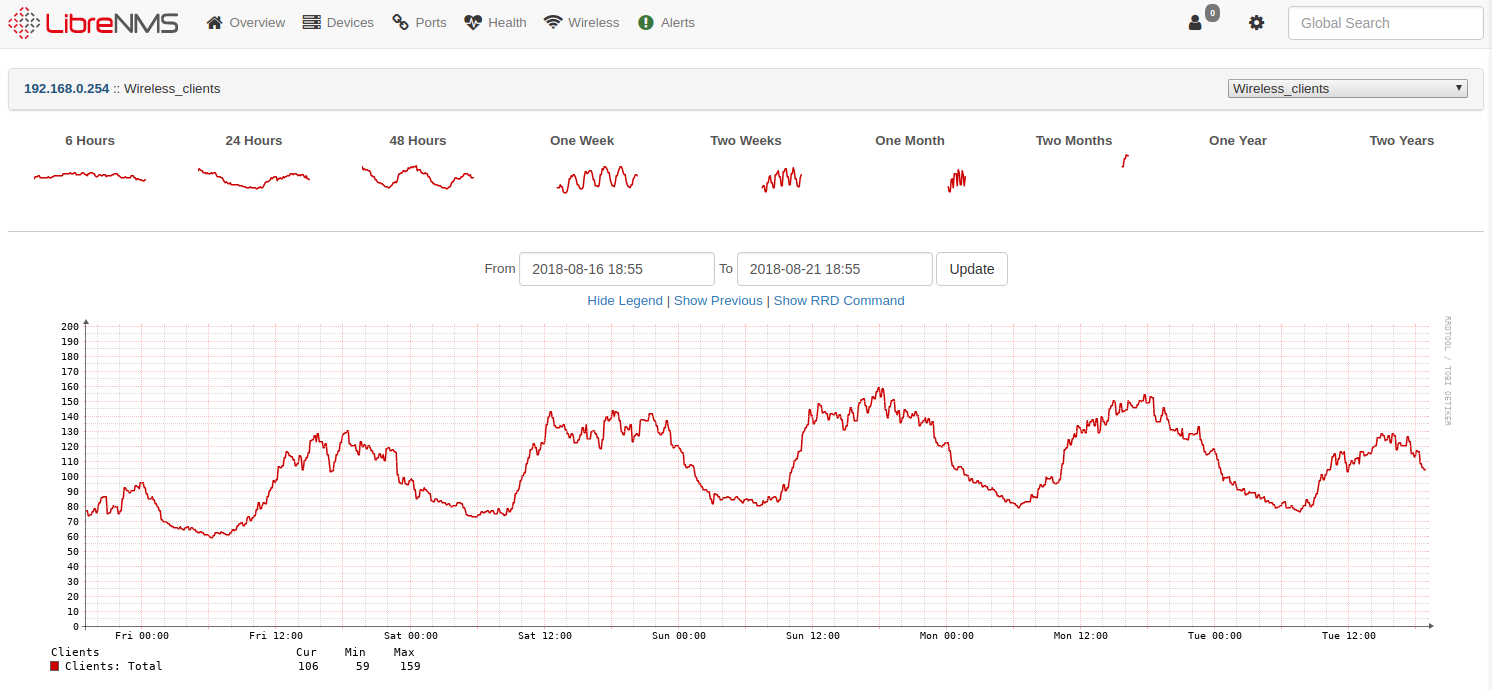 LibreNMS Overview Devices Ports Health Wireless Alerts 0 Global Search
192.168.0.254 :: Wireless_clients Wireless_clients
6 Hours 24 Hours 48 Hours One Week Two Weeks One Month Two Months One Year Two Years
From 2018-08-16 18:55 To 2018-08-21 18:55 Update
Hide Legend | Show Previous | Show RRD Command
200
190
180
170
160
150
140
130
120
110
100
90
80
70
60
50
40
30
20
10
0
RRDTOOL / TOBI OETIKER
Fri 00:00 Fri 12:00 Sat 00:00 Sat 12:00 Sun 00:00 Sun 12:00 Mon 00:00 Mon 12:00 Tue 00:00 Tue 12:00
Clients Cur Min Max
Clients: Total 106 59 159